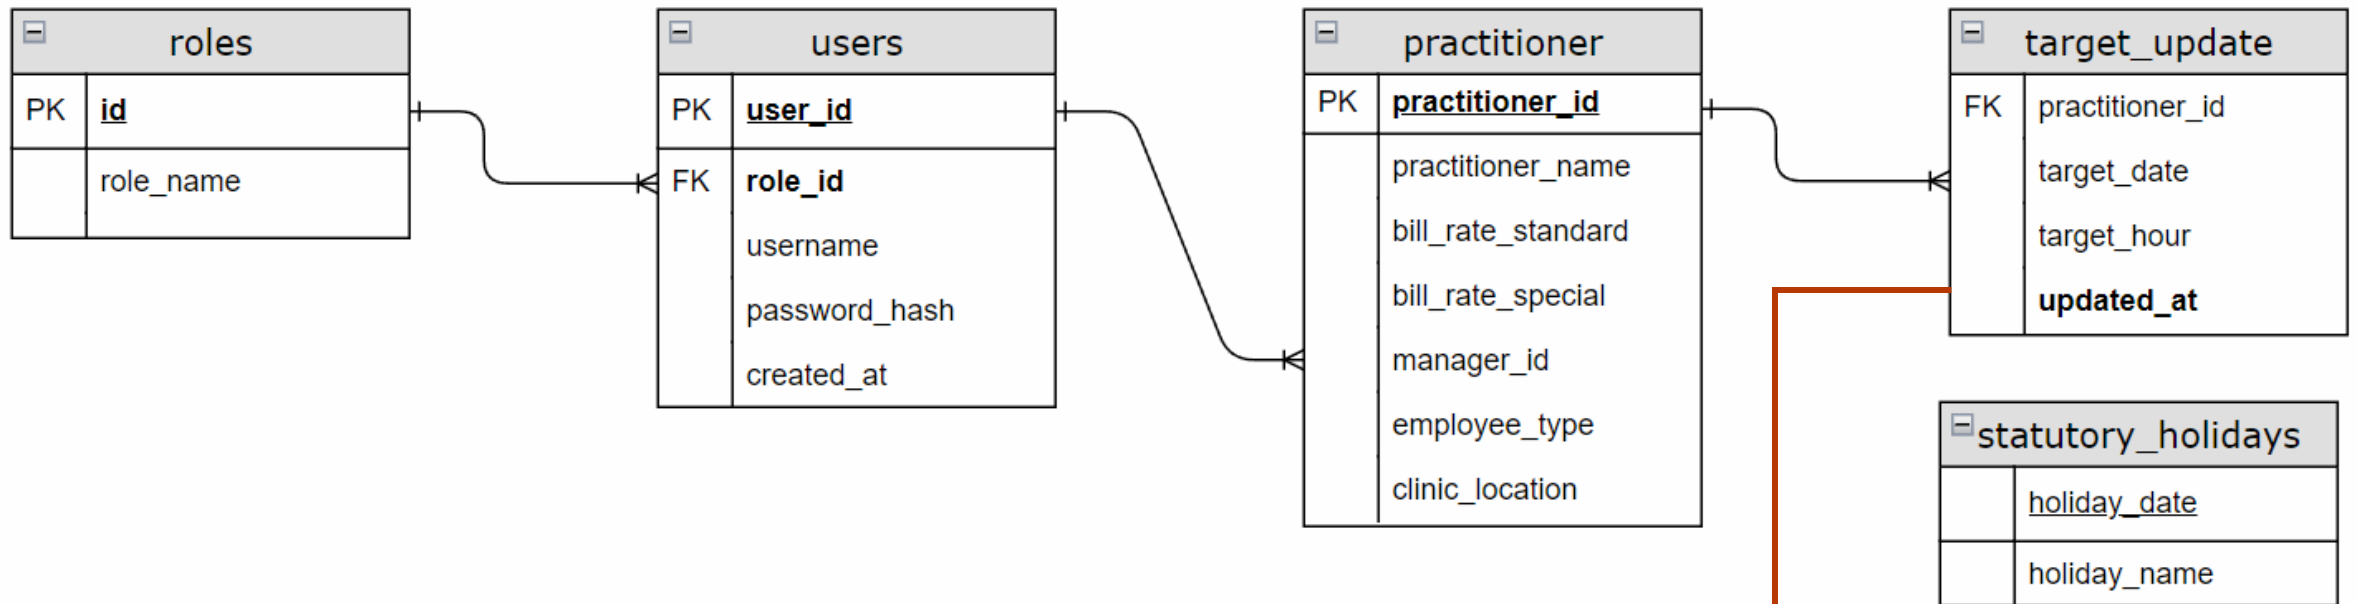 roles
PK id
role_name
users
PK user_id
FK role_id
username
password_hash
created_at
practitioner
PK practitioner_id
practitioner_name
bill_rate_standard
bill_rate_special
manager_id
employee_type
clinic_location
target_update
FK practitioner_id
target_date
target_hour
updated_at
statutory_holidays
holiday_date
holiday_name